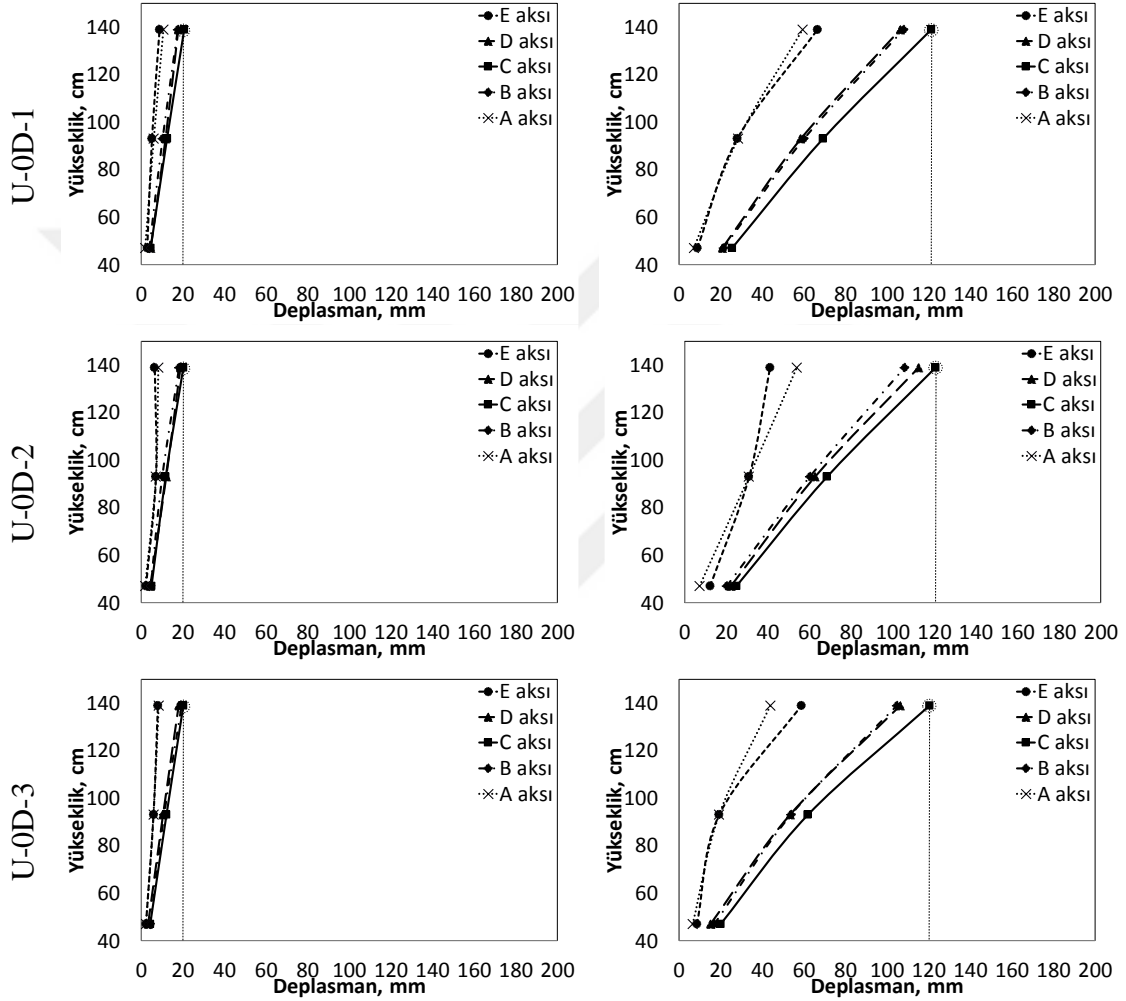 U-0D-1
Yükseklik, cm
140
120
100
80
60
40
0 20 40 60 80 100 120 140 160 180 200
Deplasman, mm
E aksı
D aksı
C aksı
B aksı
A aksı
Yükseklik, cm
140
120
100
80
60
40
0 20 40 60 80 100 120 140 160 180 200
Deplasman, mm
E aksı
D aksı
C aksı
B aksı
A aksı
U-0D-2
Yükseklik, cm
140
120
100
80
60
40
0 20 40 60 80 100 120 140 160 180 200
Deplasman, mm
E aksı
D aksı
C aksı
B aksı
A aksı
Yükseklik, cm
140
120
100
80
60
40
0 20 40 60 80 100 120 140 160 180 200
Deplasman, mm
E aksı
D aksı
C aksı
B aksı
A aksı
U-0D-3
Yükseklik, cm
140
120
100
80
60
40
0 20 40 60 80 100 120 140 160 180 200
Deplasman, mm
E aksı
D aksı
C aksı
B aksı
A aksı
Yükseklik, cm
140
120
100
80
60
40
0 20 40 60 80 100 120 140 160 180 200
Deplasman, mm
E aksı
D aksı
C aksı
B aksı
A aksı